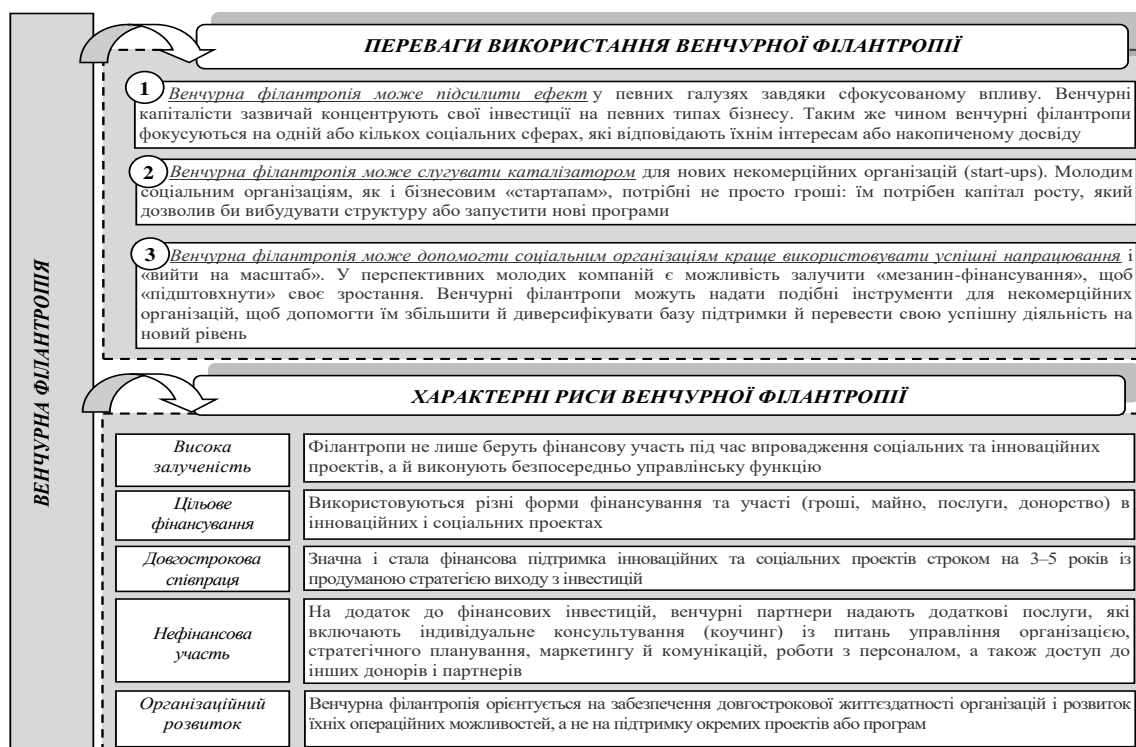 ВЕНЧУРНА ФІЛАНТРОПІЯ
ПЕРЕВАГИ ВИКОРИСТАННЯ ВЕНЧУРНОЇ ФІЛАНТРОПІЇ
1 Венчурна філантропія може підсилити ефект у певних галузях завдяки сфокусованому впливу. Венчурні
капіталісти зазвичай концентрують свої інвестиції на певних типах бізнесу. Таким же чином венчурні філантропи
фокусуються на одній або кількох соціальних сферах, які відповідають їхнім інтересам або накопиченому досвіду
2 Венчурна філантропія може слугувати каталізатором для нових некомерційних організацій (start-ups). Молодим
соціальним організаціям, як і бізнесовим «стартапам», потрібні не просто гроші: їм потрібен капітал росту, який
дозволив би вибудувати структуру або запустити нові програми
3 Венчурна філантропія може допомогти соціальним організаціям краще використовувати успішні напрацювання і
«вийти на масштаб». У перспективних молодих компаній є можливість залучити «мезанин-фінансування», щоб
«підштовхнути» своє зростання. Венчурні філантропи можуть надати подібні інструменти для некомерційних
організацій, щоб допомогти їм збільшити й диверсифікувати базу підтримки й перевести свою успішну діяльність на
новий рівень
ХАРАКТЕРНІ РИСИ ВЕНЧУРНОЇ ФІЛАНТРОПІЇ
Висока
залученість
Філантропи не лише беруть фінансову участь під час впровадження соціальних та інноваційних
проектів, а й виконують безпосередньо управлінську функцію
Цільове
фінансування
Використовуються різні форми фінансування та участі (гроші, майно, послуги, донорство) в
інноваційних і соціальних проектах
Довгострокова
співпраця
Значна і стала фінансова підтримка інноваційних та соціальних проектів строком на 3–5 років із
продуманою стратегією виходу з інвестицій
Нефінансова
участь
На додаток до фінансових інвестицій, венчурні партнери надають додаткові послуги, які
включають індивідуальне консультування (коучинг) із питань управління організацією,
стратегічного планування, маркетингу й комунікацій, роботи з персоналом, а також доступ до
інших донорів і партнерів
Організаційний
розвиток
Венчурна філантропія орієнтується на забезпечення довгострокової життєздатності організацій і розвиток
їхніх операційних можливостей, а не на підтримку окремих проектів або програм